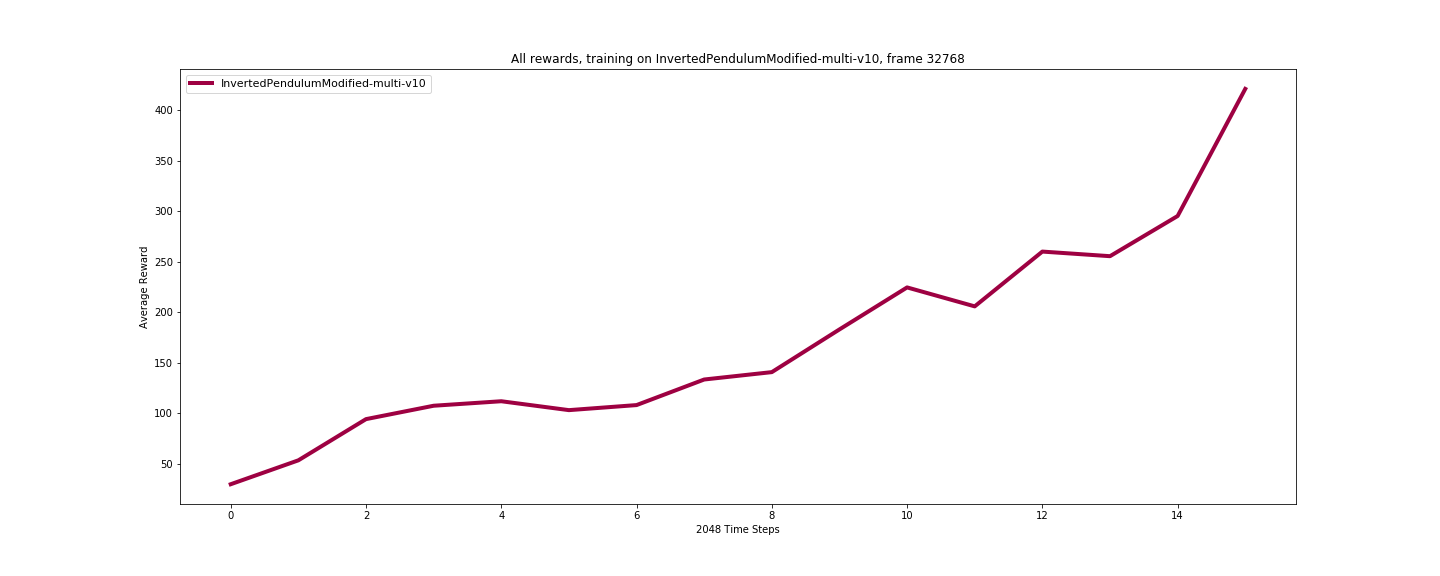 All rewards, training on InvertedPendulumModified-multi-v10, frame 32768
InvertedPendulumModified-multi-v10
400
350
300
250
200
150
100
50
Average Reward
0 2 4 6 8 10 12 14
2048 Time Steps